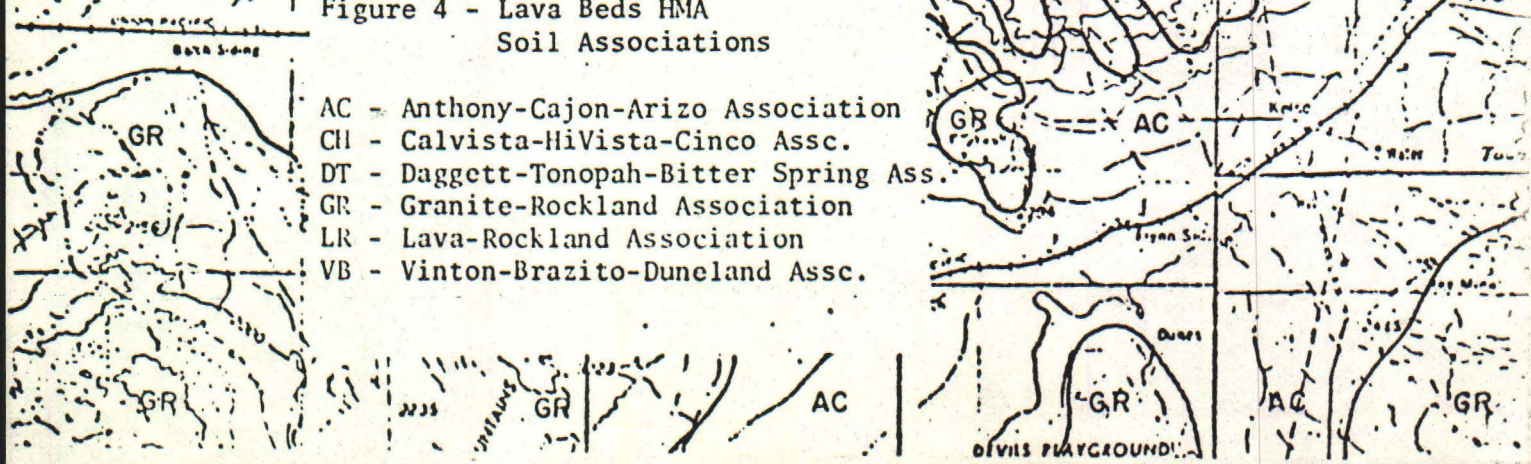 Figure 4 - Lava Beds HMA
Soil Associations
AC - Anthony-Cajon-Arizo Association
CH - Calvista-HiVista-Cinco Assc.
DT - Daggett-Tonopah-Bitter Spring Ass.
GR - Granite-Rockland Association
LR - Lava-Rockland Association
VB - Vinton-Brazito-Duneland Assc.
GR
GR
AC
GR
GR
AC
GR
AC
GR
Dunes
DEVILS PLAYGROUND